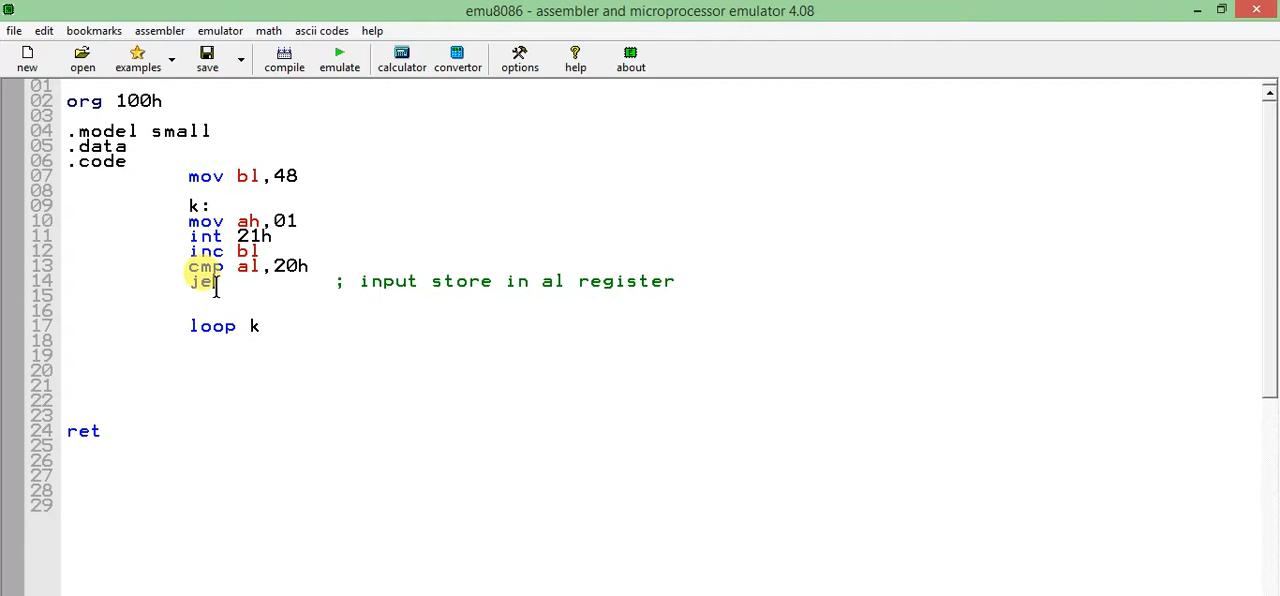 emu8086 - assembler and microprocessor emulator 4.08
file edit bookmarks assembler emulator math ascii codes help
new open examples save compile emulate calculator convertor options help about
01
02 org 100h
03
04 .model small
05 .data
06 .code
07 mov bl,48
08
09 k:
10 mov ah,01
11 int 21h
12 inc bl
13 cmp al,20h
14 je ; input store in al register
15
16
17 loop k
18
19
20
21
22
23
24 ret
25
26
27
28
29